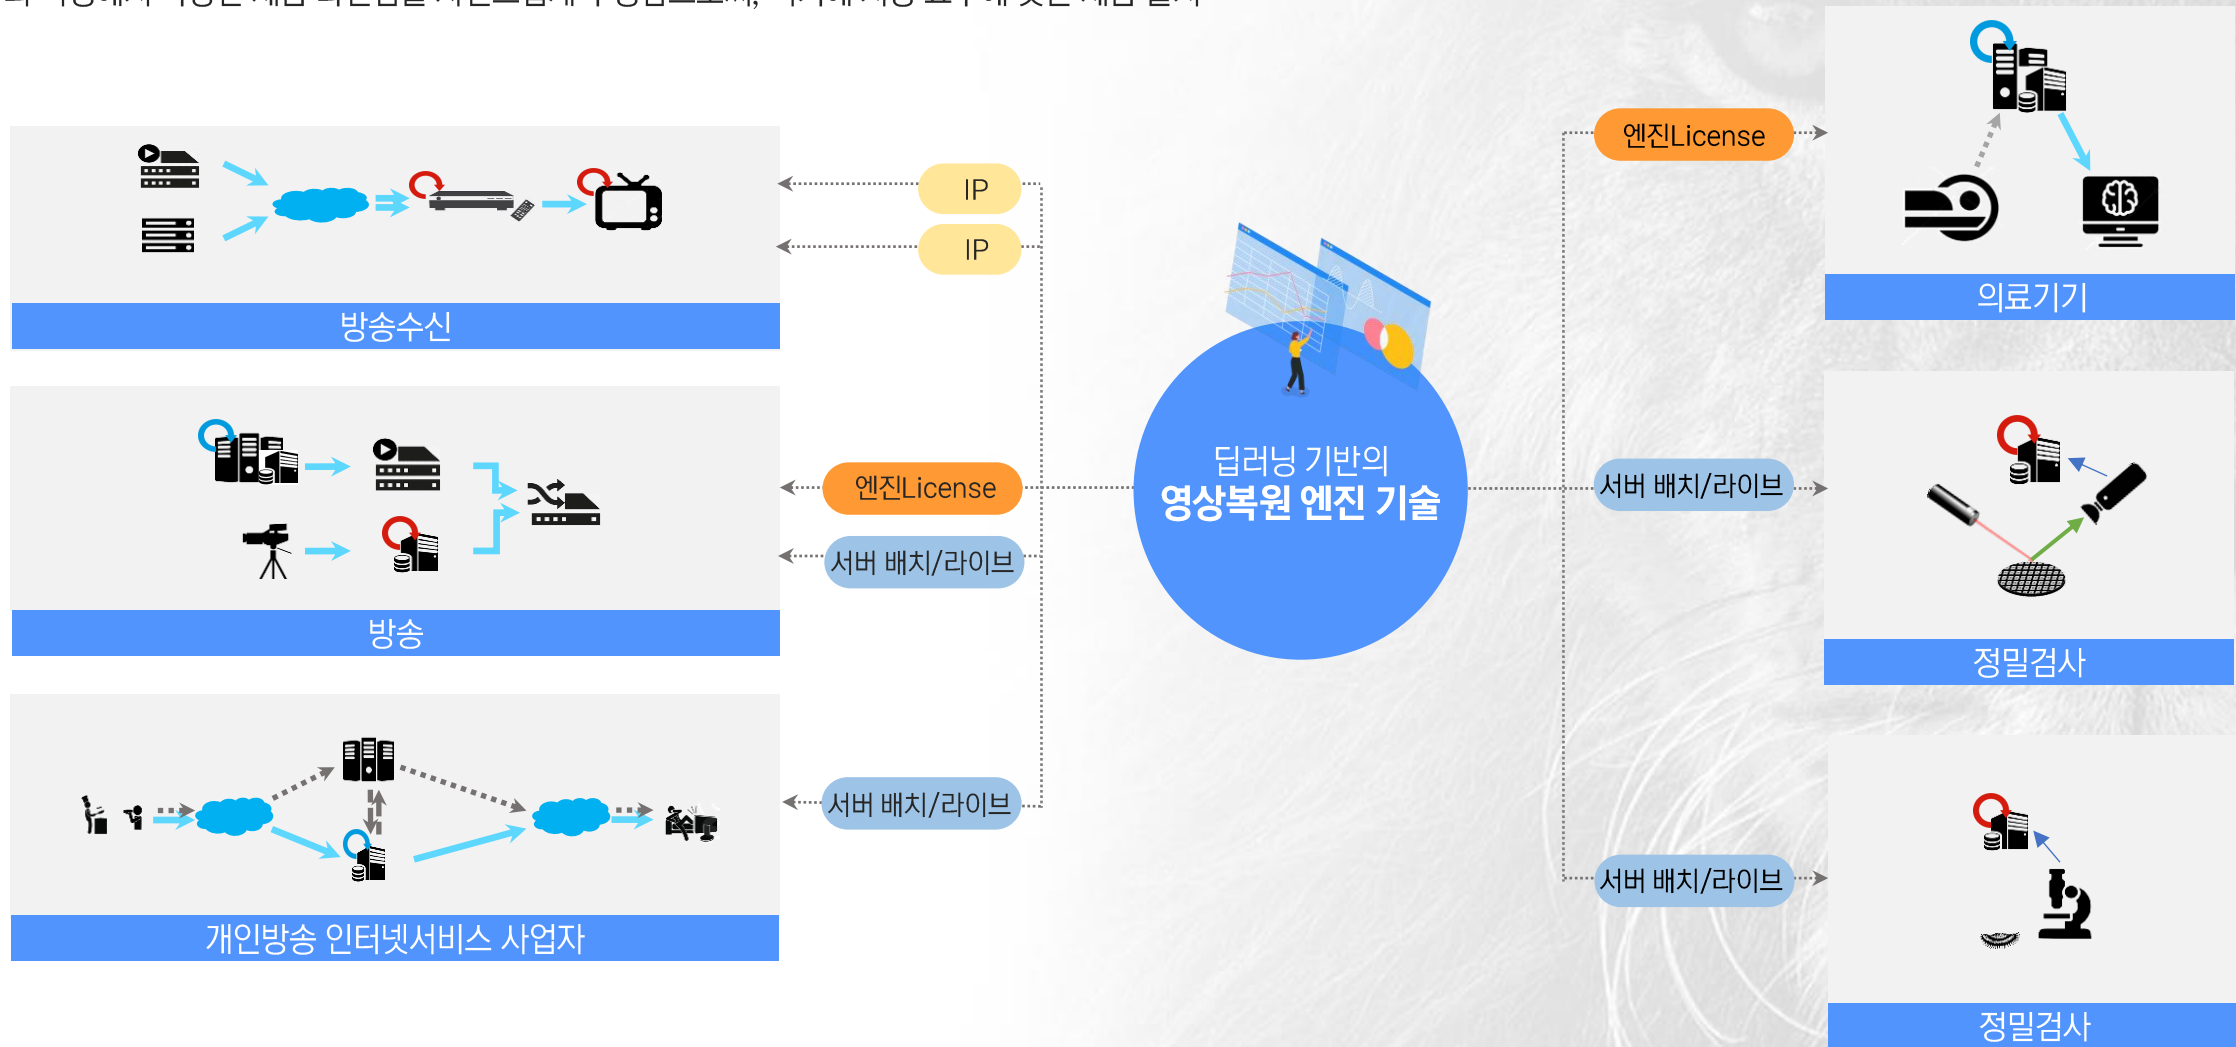 방송수신
방송
개인방송 인터넷서비스 사업자
IP
IP
엔진License
서버 배치/라이브
서버 배치/라이브
딥러닝 기반의
영상복원 엔진 기술
엔진License
서버 배치/라이브
서버 배치/라이브
의료기기
정밀검사
정밀검사